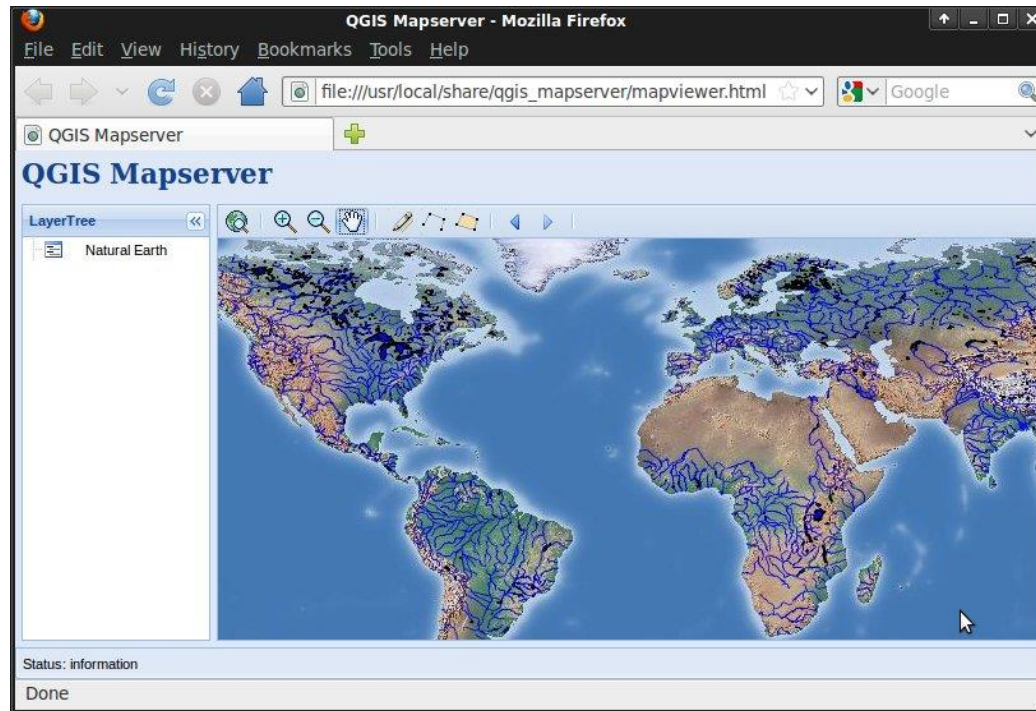 QGIS Mapserver - Mozilla Firefox
File Edit View History Bookmarks Tools Help
file:///usr/local/share/qgis_mapserver/mapviewer.html Google
QGIS Mapserver
QGIS Mapserver
LayerTree
Natural Earth
Status: information
Done